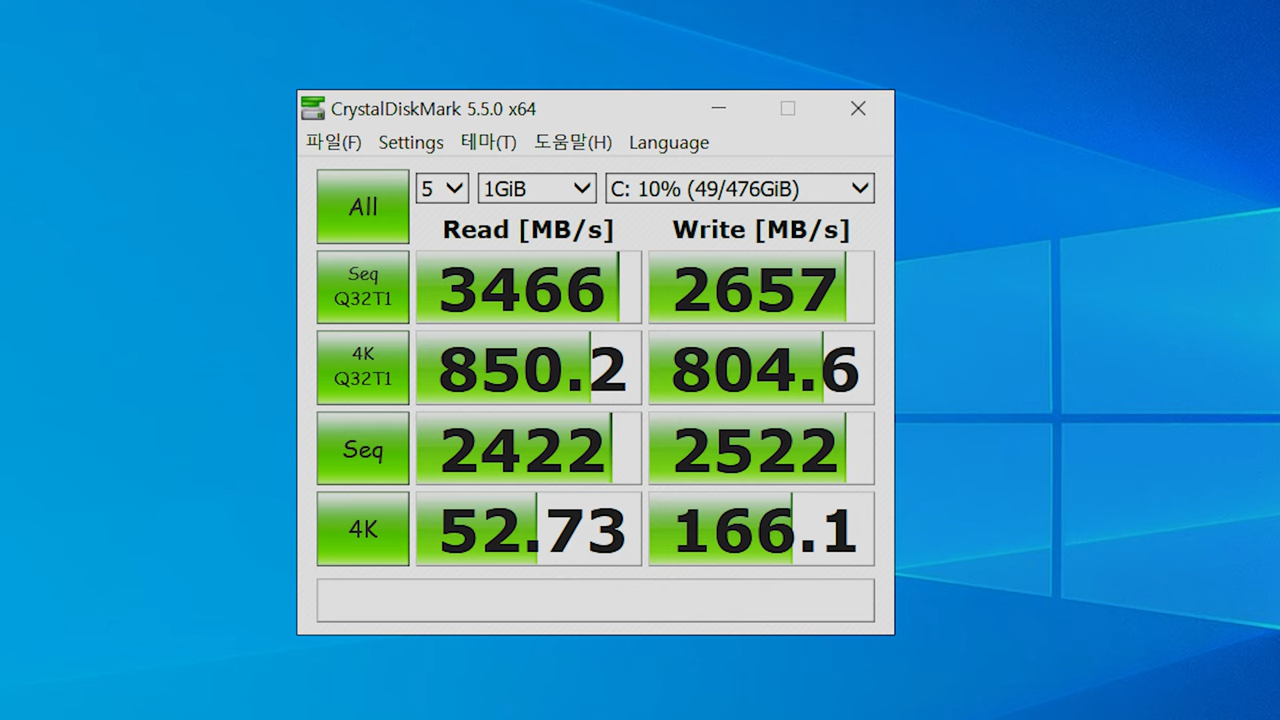 CrystalDiskMark 5.5.0 x64
파일(F) Settings 테마(T) 도움말(H) Language
All 5 1GiB C: 10% (49/476GiB)
Read [MB/s] Write [MB/s]
Seq
Q32T1
3466 2657
4K
Q32T1
850.2 804.6
Seq 2422 2522
4K 52.73 166.1